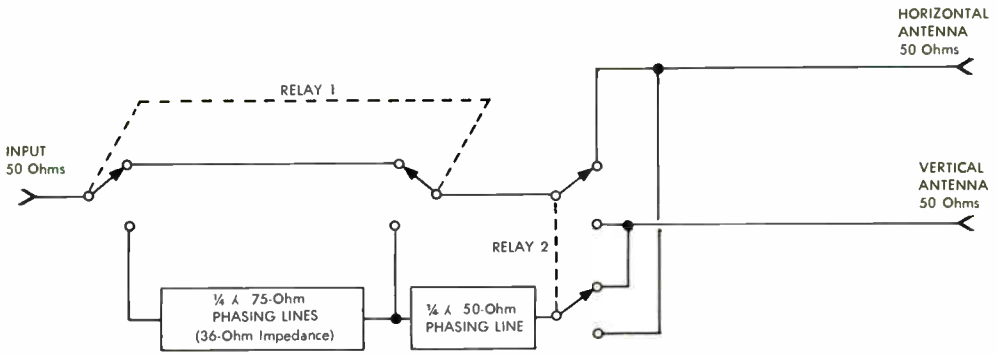 HORIZONTAL
ANTENNA
50 Ohms
RELAY 1
INPUT
50 Ohms
VERTICAL
ANTENNA
50 Ohms
RELAY 2
¼ λ 75-Ohm
PHASING LINES
(36-Ohm Impedance)
¼ λ 50-Ohm
PHASING LINE